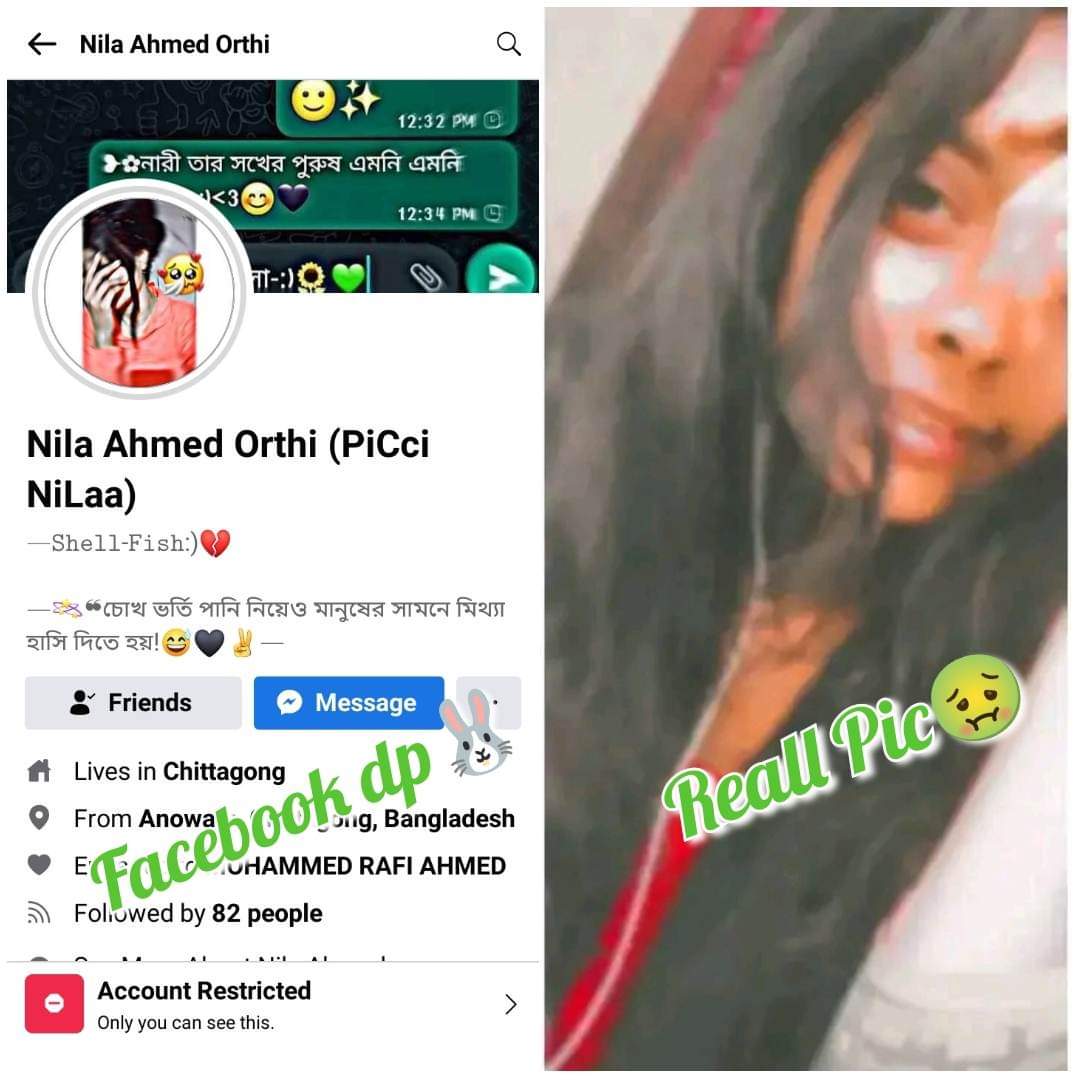 Nila Ahmed Orthi
12:32 PM
❥✿নারী তার সখের পুরুষ এমনি এমনি
<3😊🖤
12:34 PM
-:)🌻💚
Nila Ahmed Orthi (PiCci
NiLaa)
—Shell-Fish:)💔
—❝চোখ ভর্তি পানি নিয়েও মানুষের সামনে মিথ্যা
হাসি দিতে হয়!😅🖤✌️—
Friends
Message
Lives in Chittagong
From Bangladesh
MUHAMMED RAFI AHMED
Followed by 82 people
Account Restricted
Only you can see this.
Facebook dp 🐰
Reall Pic🤢